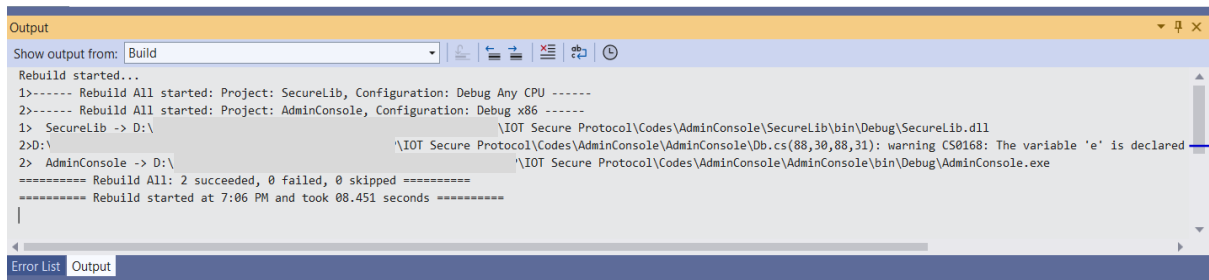 Output
Show output from: Build
Rebuild started...
1>------ Rebuild All started: Project: SecureLib, Configuration: Debug Any CPU ------
2>------ Rebuild All started: Project: AdminConsole, Configuration: Debug x86 ------
1>  SecureLib -> D:\ \IOT Secure Protocol\Codes\AdminConsole\SecureLib\bin\Debug\SecureLib.dll
2>D:\ \IOT Secure Protocol\Codes\AdminConsole\AdminConsole\Db.cs(88,30,88,31): warning CS0168: The variable 'e' is declared
2>  AdminConsole -> D:\ \IOT Secure Protocol\Codes\AdminConsole\AdminConsole\bin\Debug\AdminConsole.exe
========== Rebuild All: 2 succeeded, 0 failed, 0 skipped ==========
========== Rebuild started at 7:06 PM and took 08.451 seconds ==========
Error List Output